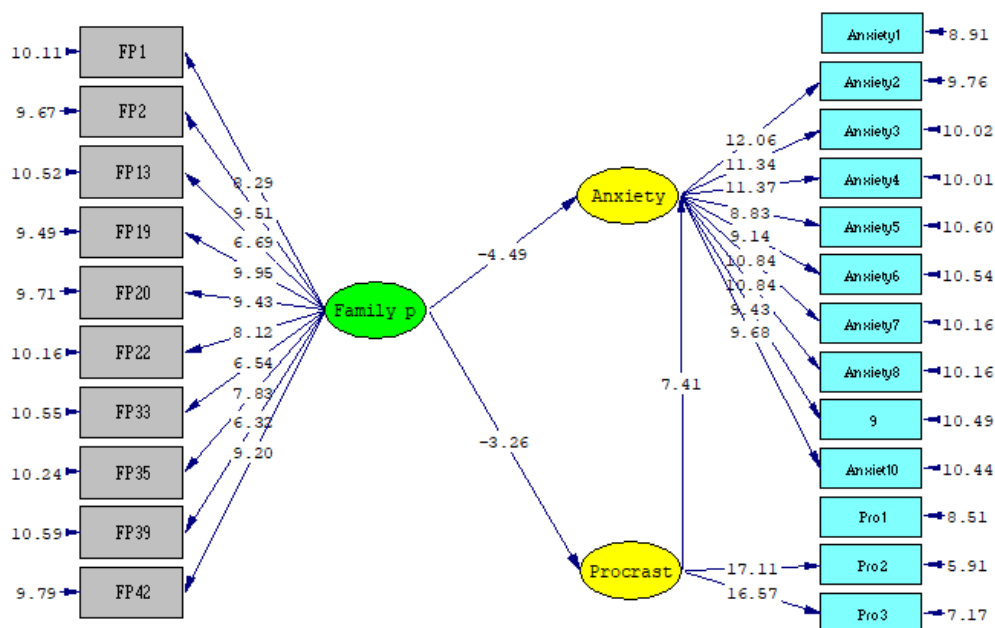 10.11 FP1
9.67 FP2
10.52 FP13
9.49 FP19
9.71 FP20
10.16 FP22
10.55 FP33
10.24 FP35
10.59 FP39
9.79 FP42
8.29
9.51
6.69
9.95
9.43
8.12
6.54
7.83
6.32
9.20
Family p
-4.49
-3.26
Anxiety
7.41
Procrast
12.06
11.34
11.37
8.83
9.14
10.84
10.84
9.43
9.68
17.11
16.57
Anxiety1 8.91
Anxiety2 9.76
Anxiety3 10.02
Anxiety4 10.01
Anxiety5 10.60
Anxiety6 10.54
Anxiety7 10.16
Anxiety8 10.16
9 10.49
Anxiet10 10.44
Pro1 8.51
Pro2 5.91
Pro3 7.17